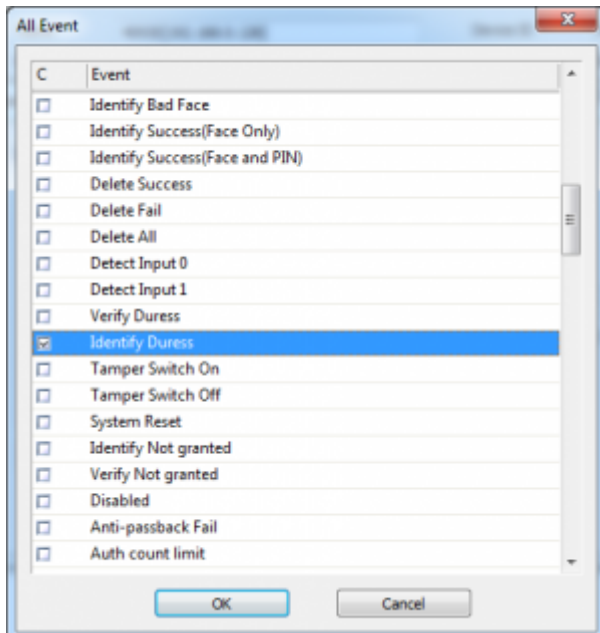 All Event
C Event
Identify Bad Face
Identify Success(Face Only)
Identify Success(Face and PIN)
Delete Success
Delete Fail
Delete All
Detect Input 0
Detect Input 1
Verify Duress
Identify Duress
Tamper Switch On
Tamper Switch Off
System Reset
Identify Not granted
Verify Not granted
Disabled
Anti-passback Fail
Auth count limit
OK Cancel